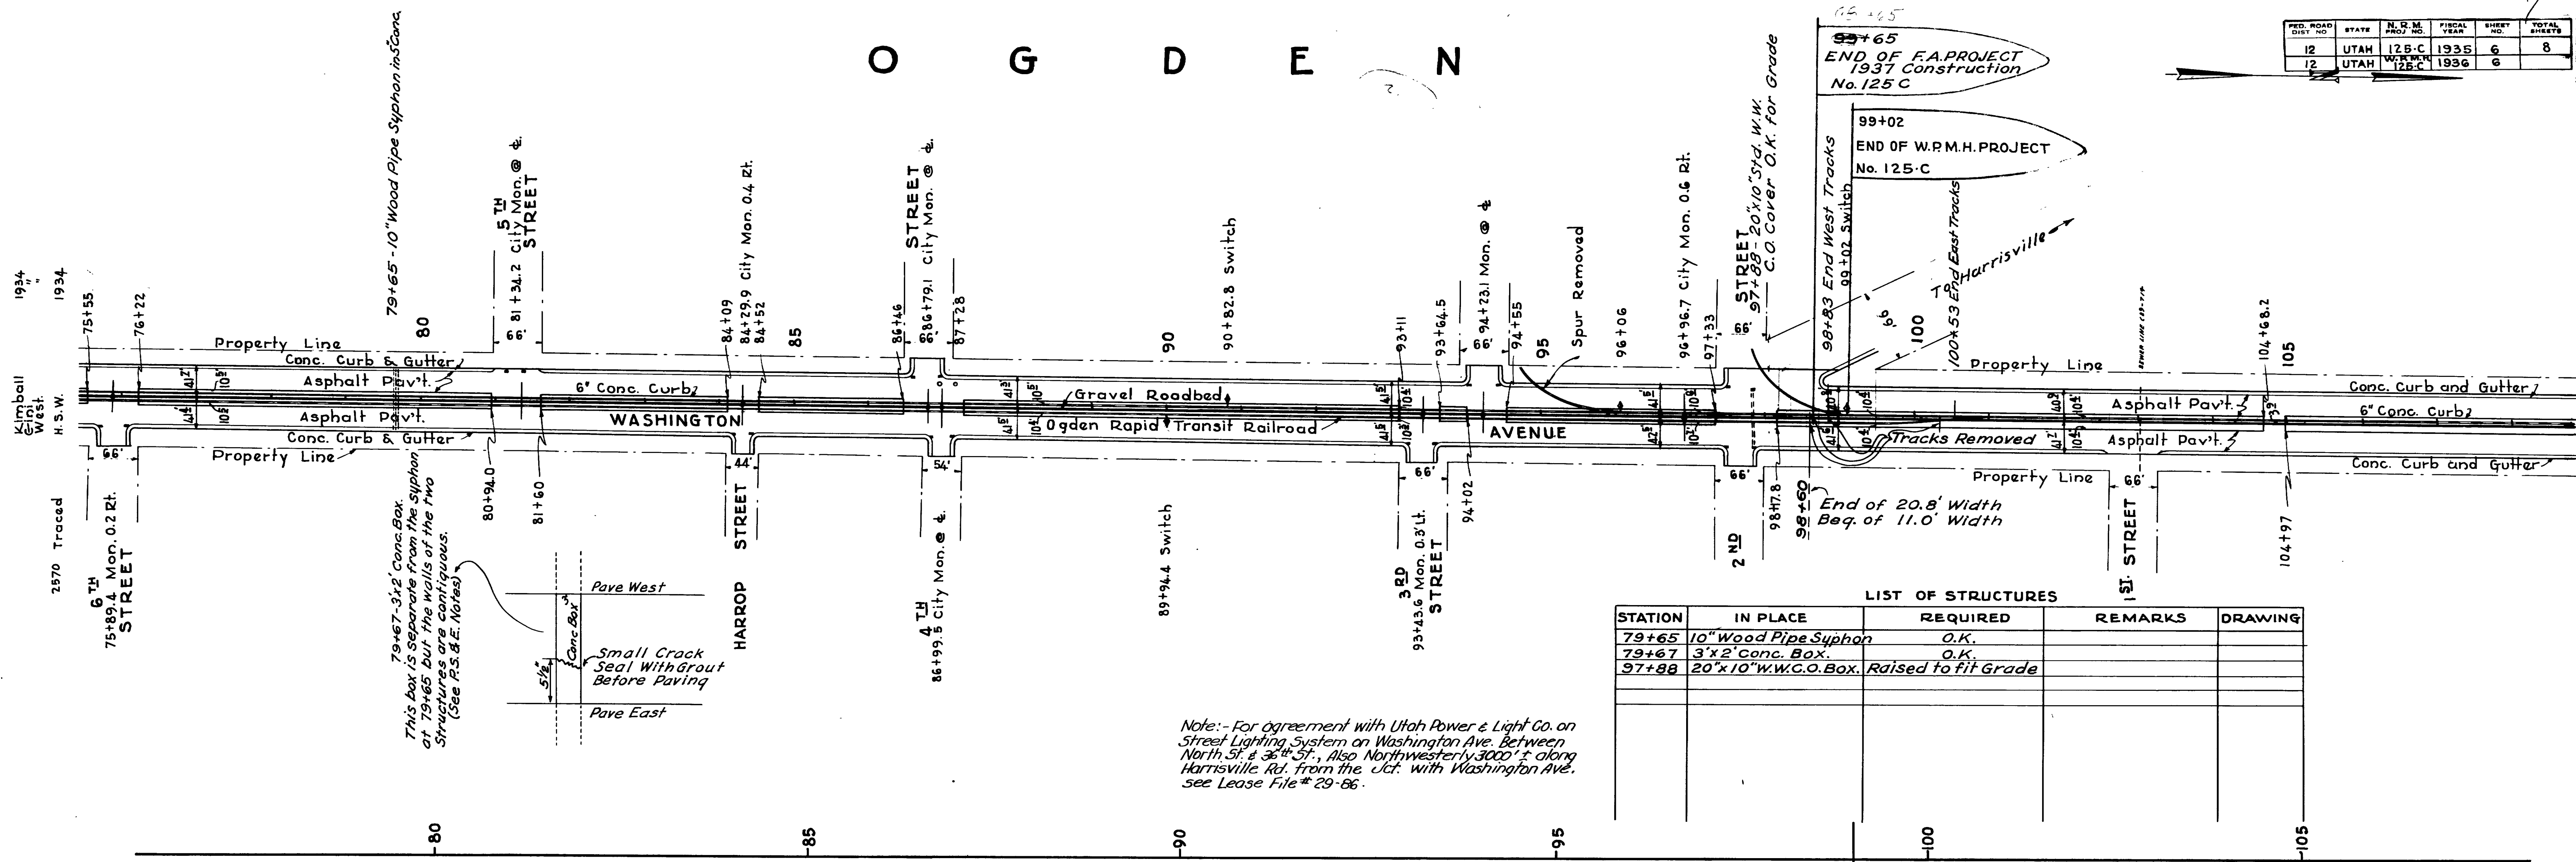 O G D E N
FED. ROAD DIST NO STATE N. R. M. PROJ. NO. FISCAL YEAR SHEET NO. TOTAL SHEETS
12 UTAH 125-C 1935 6 8
12 UTAH W.P.M.H. 125-C 1936 6
99+65
END OF F.A. PROJECT
1937 Construction
No. 125 C
99+02
END OF W.P.M.H. PROJECT
No. 125-C
Kimball 1934
Gini "
West. "
H.S.W. 1934
2570 Traced
75+55
76+22
79+65 - 10" Wood Pipe Syphon in 5" Conc.
80
5TH STREET
81+34.2 City Mon. @ ℄.
66'
84+09
84+29.9 City Mon. 0.4 Rt.
84+52
85
86+46
STREET
86+79.1 City Mon. @ ℄.
87+28
90
90+82.8 Switch
93+11
93+64.5
66'
94+23.1 Mon. @ ℄
94+55
95
Spur Removed
96+06
96+96.7 City Mon. 0.6 Rt.
97+33
STREET
66'
97+88 - 20"x10" Std. W.W.
C.O. Cover O.K. for Grade
98+83 End West Tracks
99+02 Switch
100+53 End East Tracks
To Harrisville
99'
100
104+68.2
105
Property Line
Conc. Curb & Gutter
Asphalt Pav't.
6" Conc. Curb
Gravel Roadbed
Property Line
Conc. Curb and Gutter
Asphalt Pav't.
6" Conc. Curb
WASHINGTON
Ogden Rapid Transit Railroad
AVENUE
Tracks Removed
Asphalt Pav't.
Conc. Curb & Gutter
Property Line
Asphalt Pav't.
Conc. Curb and Gutter
Property Line
66'
6TH STREET
75+89.4 Mon. 0.2 Rt.
80+94.0
81+60
44'
HARROP STREET
54'
4TH
86+99.5 City Mon. @ ℄.
89+94.4 Switch
66'
3RD STREET
93+43.6 Mon. 0.3' Lt.
94+02
66'
2ND
98+17.8
98+60
End of 20.8' Width
Beg. of 11.0' Width
66'
1ST. STREET
104+97
79+67 - 3'x2' Conc. Box.
This box is separate from the syphon
at 79+65 but the walls of the two
Structures are contiguous.
(See P.S.& E. Notes)
Pave West
Conc Box
3'
Small Crack
Seal With Grout
Before Paving
5½"
Pave East
LIST OF STRUCTURES
STATION IN PLACE REQUIRED REMARKS DRAWING
79+65 10" Wood Pipe Syphon O.K.
79+67 3'x2' Conc. Box. O.K.
97+88 20"x10" W.W.C.O. Box. Raised to fit Grade
Note:- For agreement with Utah Power & Light Co. on
Street Lighting System on Washington Ave. Between
North St. & 36th St., Also Northwesterly 3000' ± along
Harrisville Rd. from the Jct. with Washington Ave.
see Lease File # 29-86.
80 85 90 95 100 105